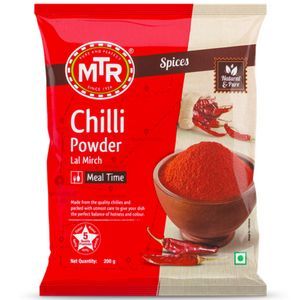 PURE AND PERFECT
MTR
SINCE 1924
Spices
Natural
& Pure
Chilli
Powder
Lal Mirch
Meal Time
Made from the quality chillies and
packed with utmost care to give your dish
the perfect balance of hotness and colour.
5
Net Quantity: 200 g